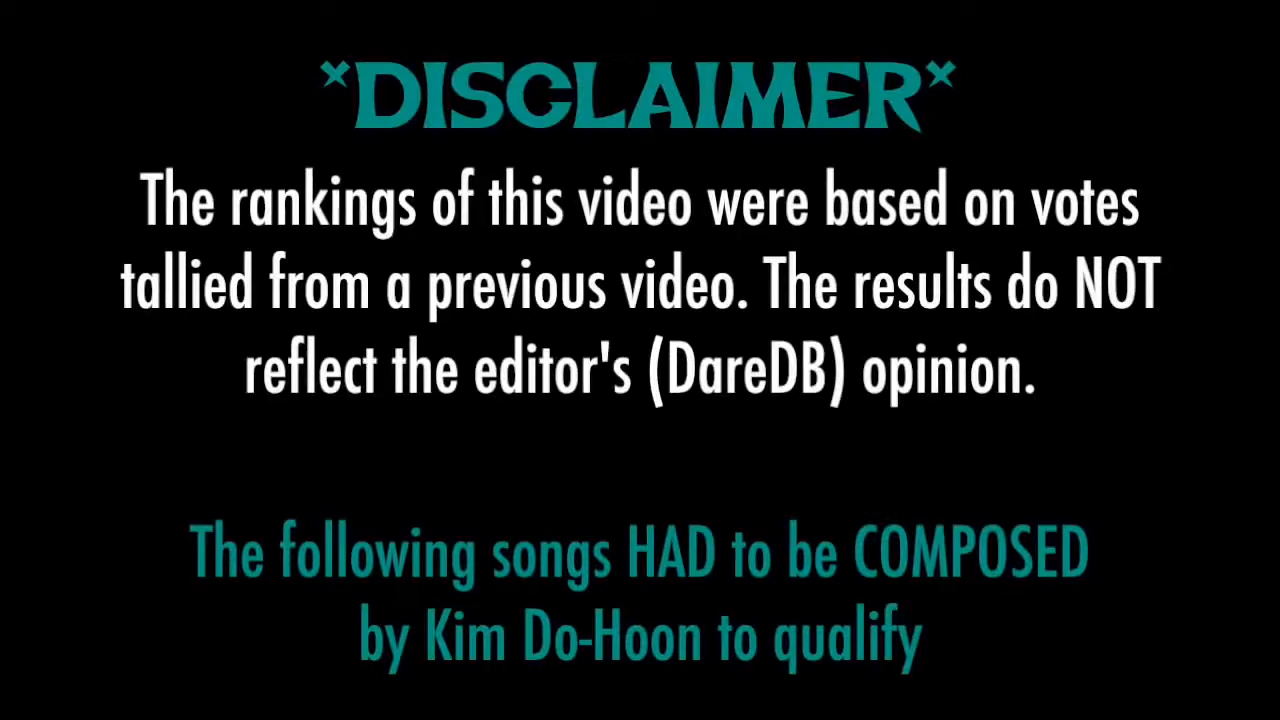 *DISCLAIMER*
The rankings of this video were based on votes
tallied from a previous video. The results do NOT
reflect the editor's (DareDB) opinion.
The following songs HAD to be COMPOSED
by Kim Do-Hoon to qualify